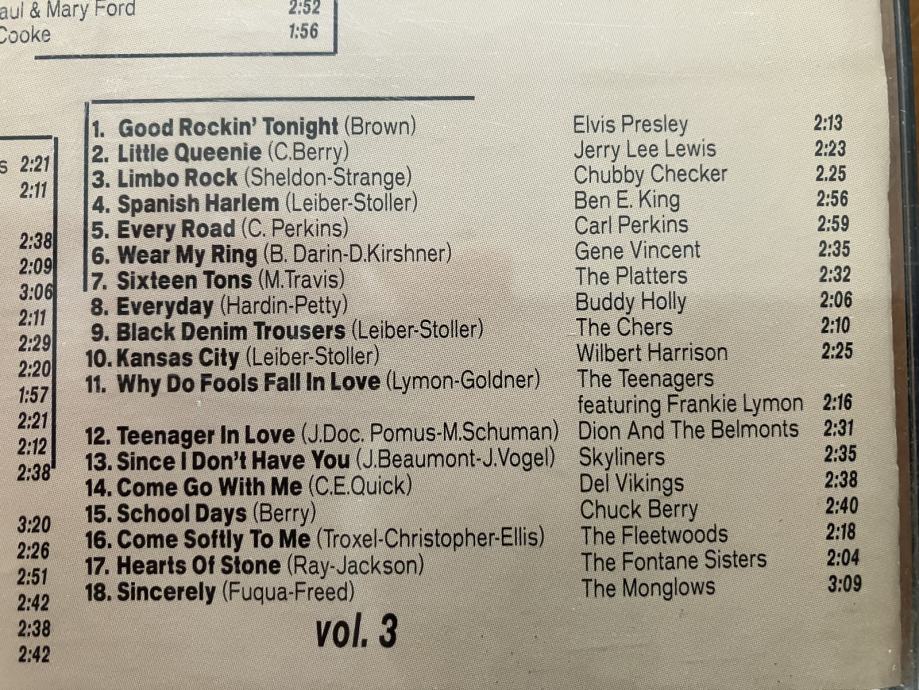 aul & Mary Ford 2:52
Cooke 1:56
s 2:21
2:11
2:38
2:09
3:06
2:11
2:29
2:20
1:57
2:21
2:12
2:38
3:20
2:26
2:51
2:42
2:38
2:42
1. Good Rockin' Tonight (Brown) Elvis Presley 2:13
2. Little Queenie (C.Berry) Jerry Lee Lewis 2:23
3. Limbo Rock (Sheldon-Strange) Chubby Checker 2.25
4. Spanish Harlem (Leiber-Stoller) Ben E. King 2:56
5. Every Road (C. Perkins) Carl Perkins 2:59
6. Wear My Ring (B. Darin-D.Kirshner) Gene Vincent 2:35
7. Sixteen Tons (M.Travis) The Platters 2:32
8. Everyday (Hardin-Petty) Buddy Holly 2:06
9. Black Denim Trousers (Leiber-Stoller) The Chers 2:10
10. Kansas City (Leiber-Stoller) Wilbert Harrison 2:25
11. Why Do Fools Fall In Love (Lymon-Goldner) The Teenagers
featuring Frankie Lymon 2:16
12. Teenager In Love (J.Doc. Pomus-M.Schuman) Dion And The Belmonts 2:31
13. Since I Don't Have You (J.Beaumont-J.Vogel) Skyliners 2:35
14. Come Go With Me (C.E.Quick) Del Vikings 2:38
15. School Days (Berry) Chuck Berry 2:40
16. Come Softly To Me (Troxel-Christopher-Ellis) The Fleetwoods 2:18
17. Hearts Of Stone (Ray-Jackson) The Fontane Sisters 2:04
18. Sincerely (Fuqua-Freed) The Monglows 3:09
vol. 3